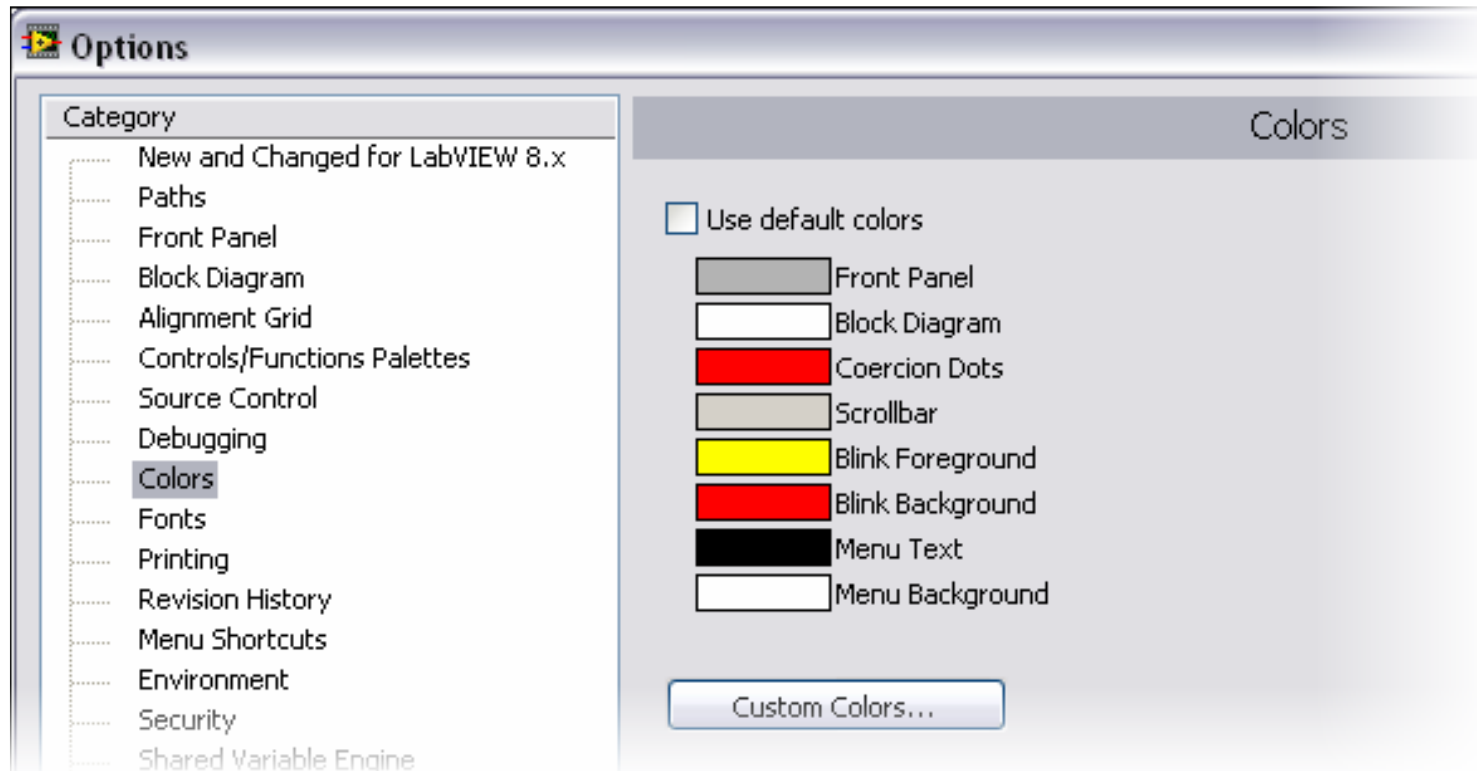 Options
Category
New and Changed for LabVIEW 8.x
Paths
Front Panel
Block Diagram
Alignment Grid
Controls/Functions Palettes
Source Control
Debugging
Colors
Fonts
Printing
Revision History
Menu Shortcuts
Environment
Security
Shared Variable Engine
Colors
Use default colors
Front Panel
Block Diagram
Coercion Dots
Scrollbar
Blink Foreground
Blink Background
Menu Text
Menu Background
Custom Colors...